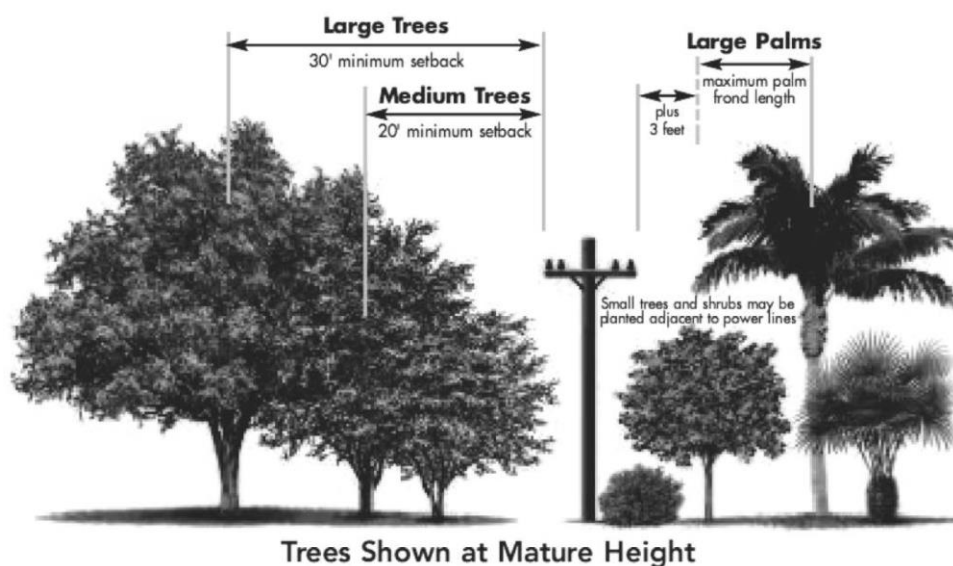 Large Trees
30' minimum setback
Medium Trees
20' minimum setback
Large Palms
maximum palm
frond length
plus
3 feet
Small trees and shrubs may be
planted adjacent to power lines
Trees Shown at Mature Height